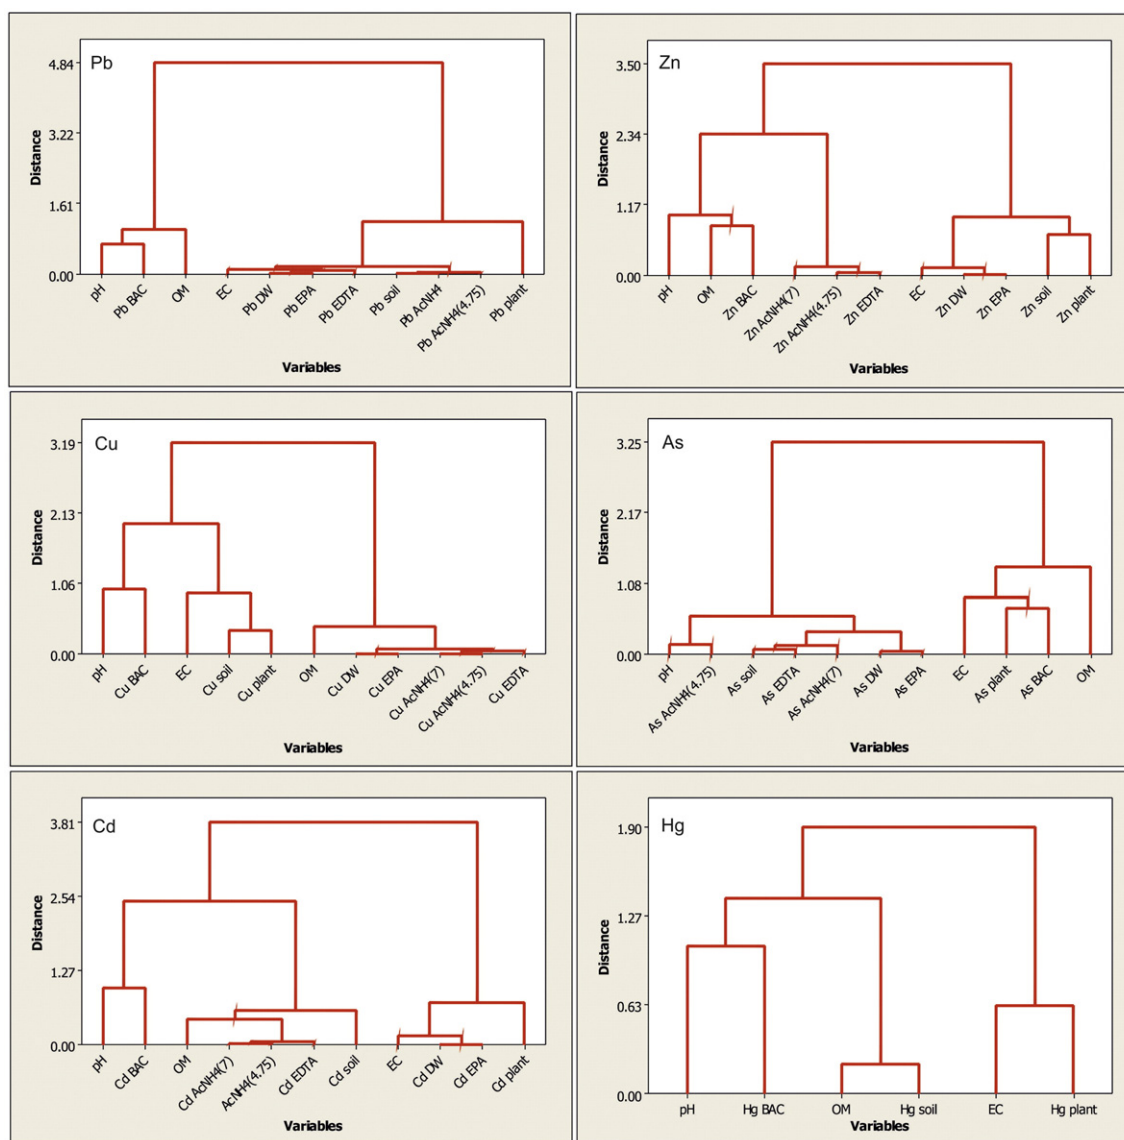 Pb
Distance
4.84
3.22
1.61
0.00
pH
Pb BAC
OM
EC
Pb DW
Pb EPA
Pb EDTA
Pb soil
Pb AcNH4
Pb AcNH4(4.75)
Pb plant
Variables
Zn
Distance
3.50
2.34
1.17
0.00
pH
OM
Zn BAC
Zn AcNH4(7)
Zn AcNH4(4.75)
Zn EDTA
EC
Zn DW
Zn EPA
Zn soil
Zn plant
Variables
Cu
Distance
3.19
2.13
1.06
0.00
pH
Cu BAC
EC
Cu soil
Cu plant
OM
Cu DW
Cu EPA
Cu AcNH4(7)
Cu AcNH4(4.75)
Cu EDTA
Variables
As
Distance
3.25
2.17
1.08
0.00
pH
As AcNH4(4.75)
As soil
As EDTA
As AcNH4(7)
As DW
As EPA
EC
As plant
As BAC
OM
Variables
Cd
Distance
3.81
2.54
1.27
0.00
pH
Cd BAC
OM
Cd AcNH4(7)
AcNH4(4.75)
Cd EDTA
Cd soil
EC
Cd DW
Cd EPA
Cd plant
Variables
Hg
Distance
1.90
1.27
0.63
0.00
pH
Hg BAC
OM
Hg soil
EC
Hg plant
Variables